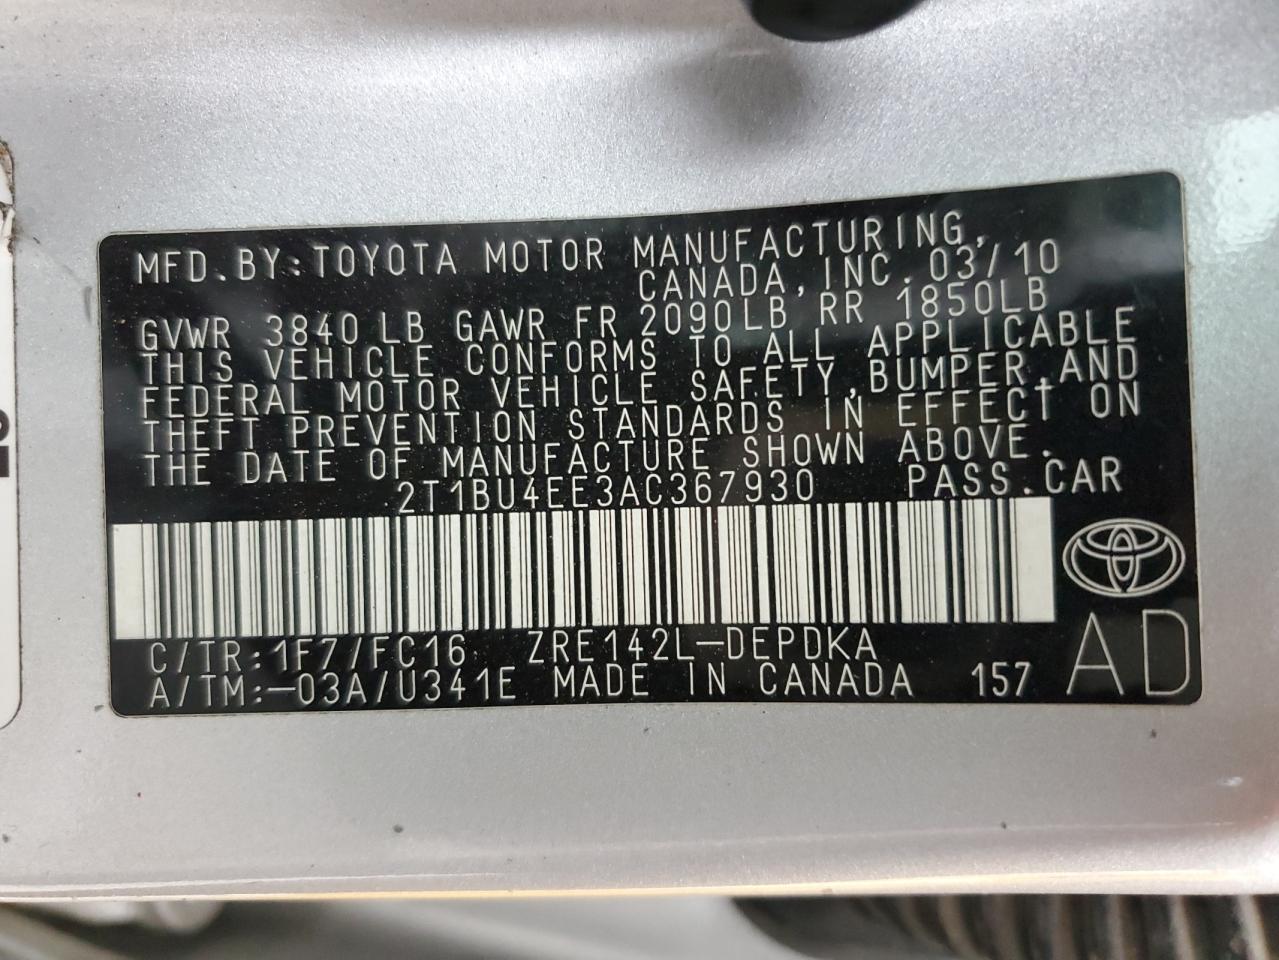 MFD.BY:TOYOTA MOTOR MANUFACTURING,
CANADA,INC.03/10
GVWR 3840LB GAWR FR 2090LB RR 1850LB
THIS VEHICLE CONFORMS TO ALL APPLICABLE
FEDERAL MOTOR VEHICLE SAFETY,BUMPER,AND
THEFT PREVENTION STANDARDS IN EFFECT ON
THE DATE OF MANUFACTURE SHOWN ABOVE.
2T1BU4EE3AC367930 PASS.CAR
C/TR:1F7/FC16 ZRE142L-DEPDKA
A/TM:-03A/U341E MADE IN CANADA 157 AD